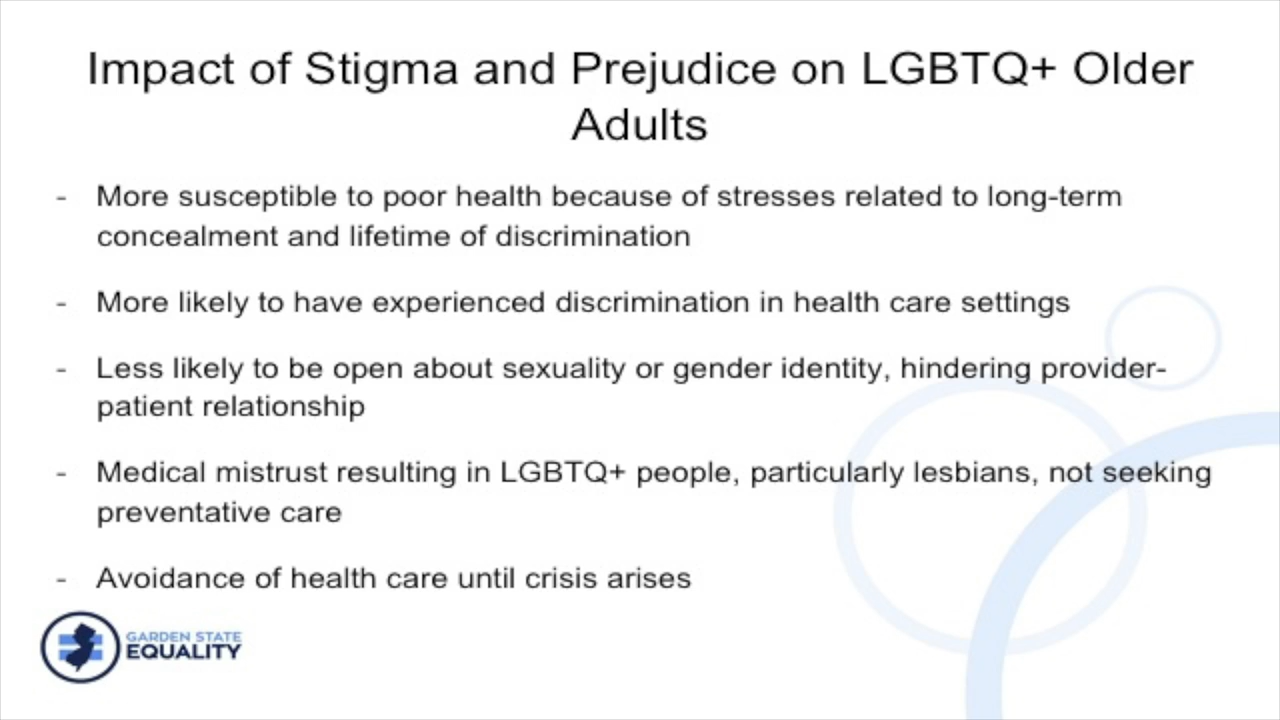 Impact of Stigma and Prejudice on LGBTQ+ Older
Adults
- More susceptible to poor health because of stresses related to long-term
concealment and lifetime of discrimination
- More likely to have experienced discrimination in health care settings
- Less likely to be open about sexuality or gender identity, hindering provider-
patient relationship
- Medical mistrust resulting in LGBTQ+ people, particularly lesbians, not seeking
preventative care
- Avoidance of health care until crisis arises
GARDEN STATE
EQUALITY